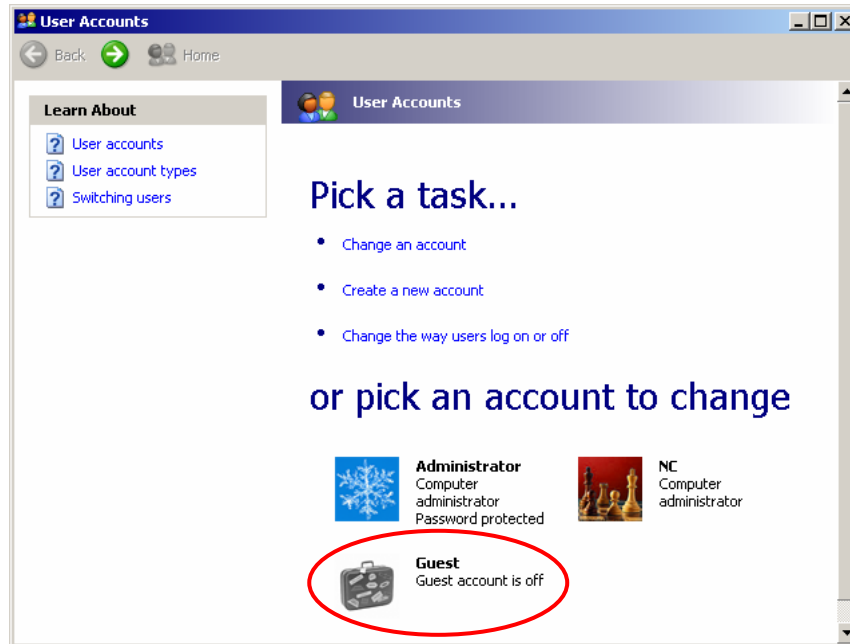 User Accounts
Back Home
Learn About
User accounts
User account types
Switching users
User Accounts
Pick a task...
Change an account
Create a new account
Change the way users log on or off
or pick an account to change
Administrator
Computer
administrator
Password protected
NC
Computer
administrator
Guest
Guest account is off